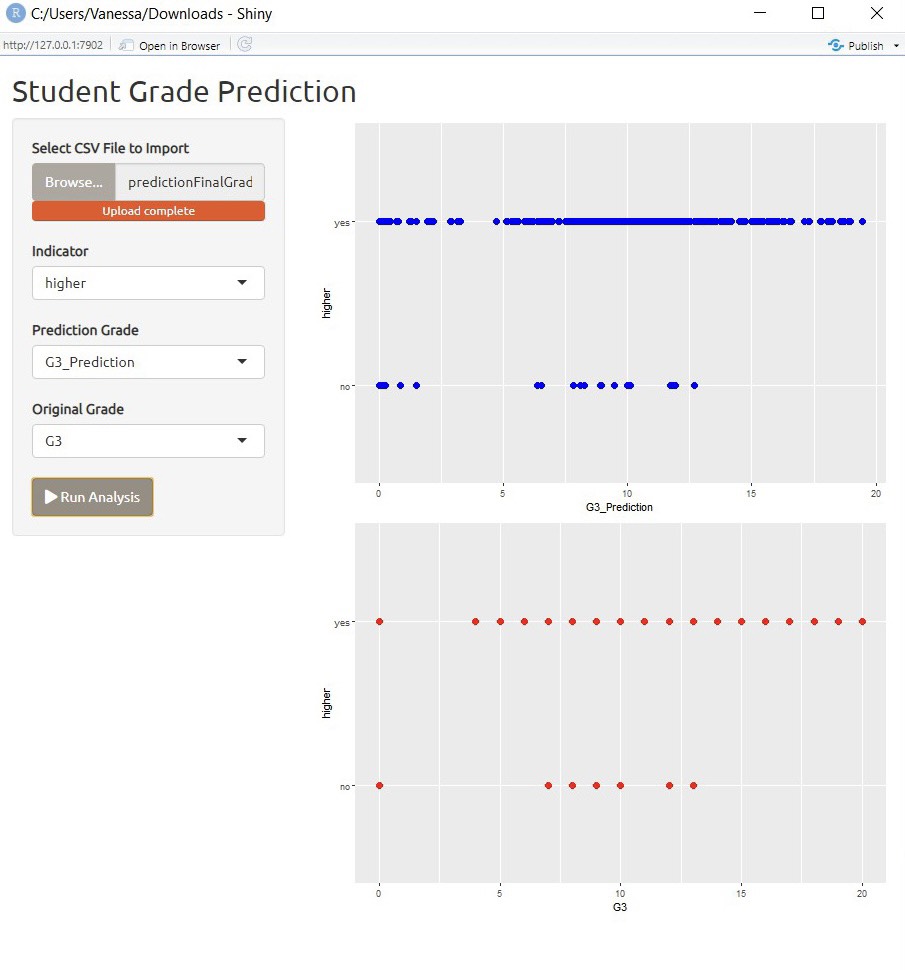 R C:/Users/Vanessa/Downloads - Shiny
http://127.0.0.1:7902 Open in Browser Publish
Student Grade Prediction
Select CSV File to Import
Browse... predictionFinalGrad
Upload complete
Indicator
higher
Prediction Grade
G3_Prediction
Original Grade
G3
Run Analysis
yes
higher
no
0 5 10 15 20
G3_Prediction
yes
higher
no
0 5 10 15 20
G3